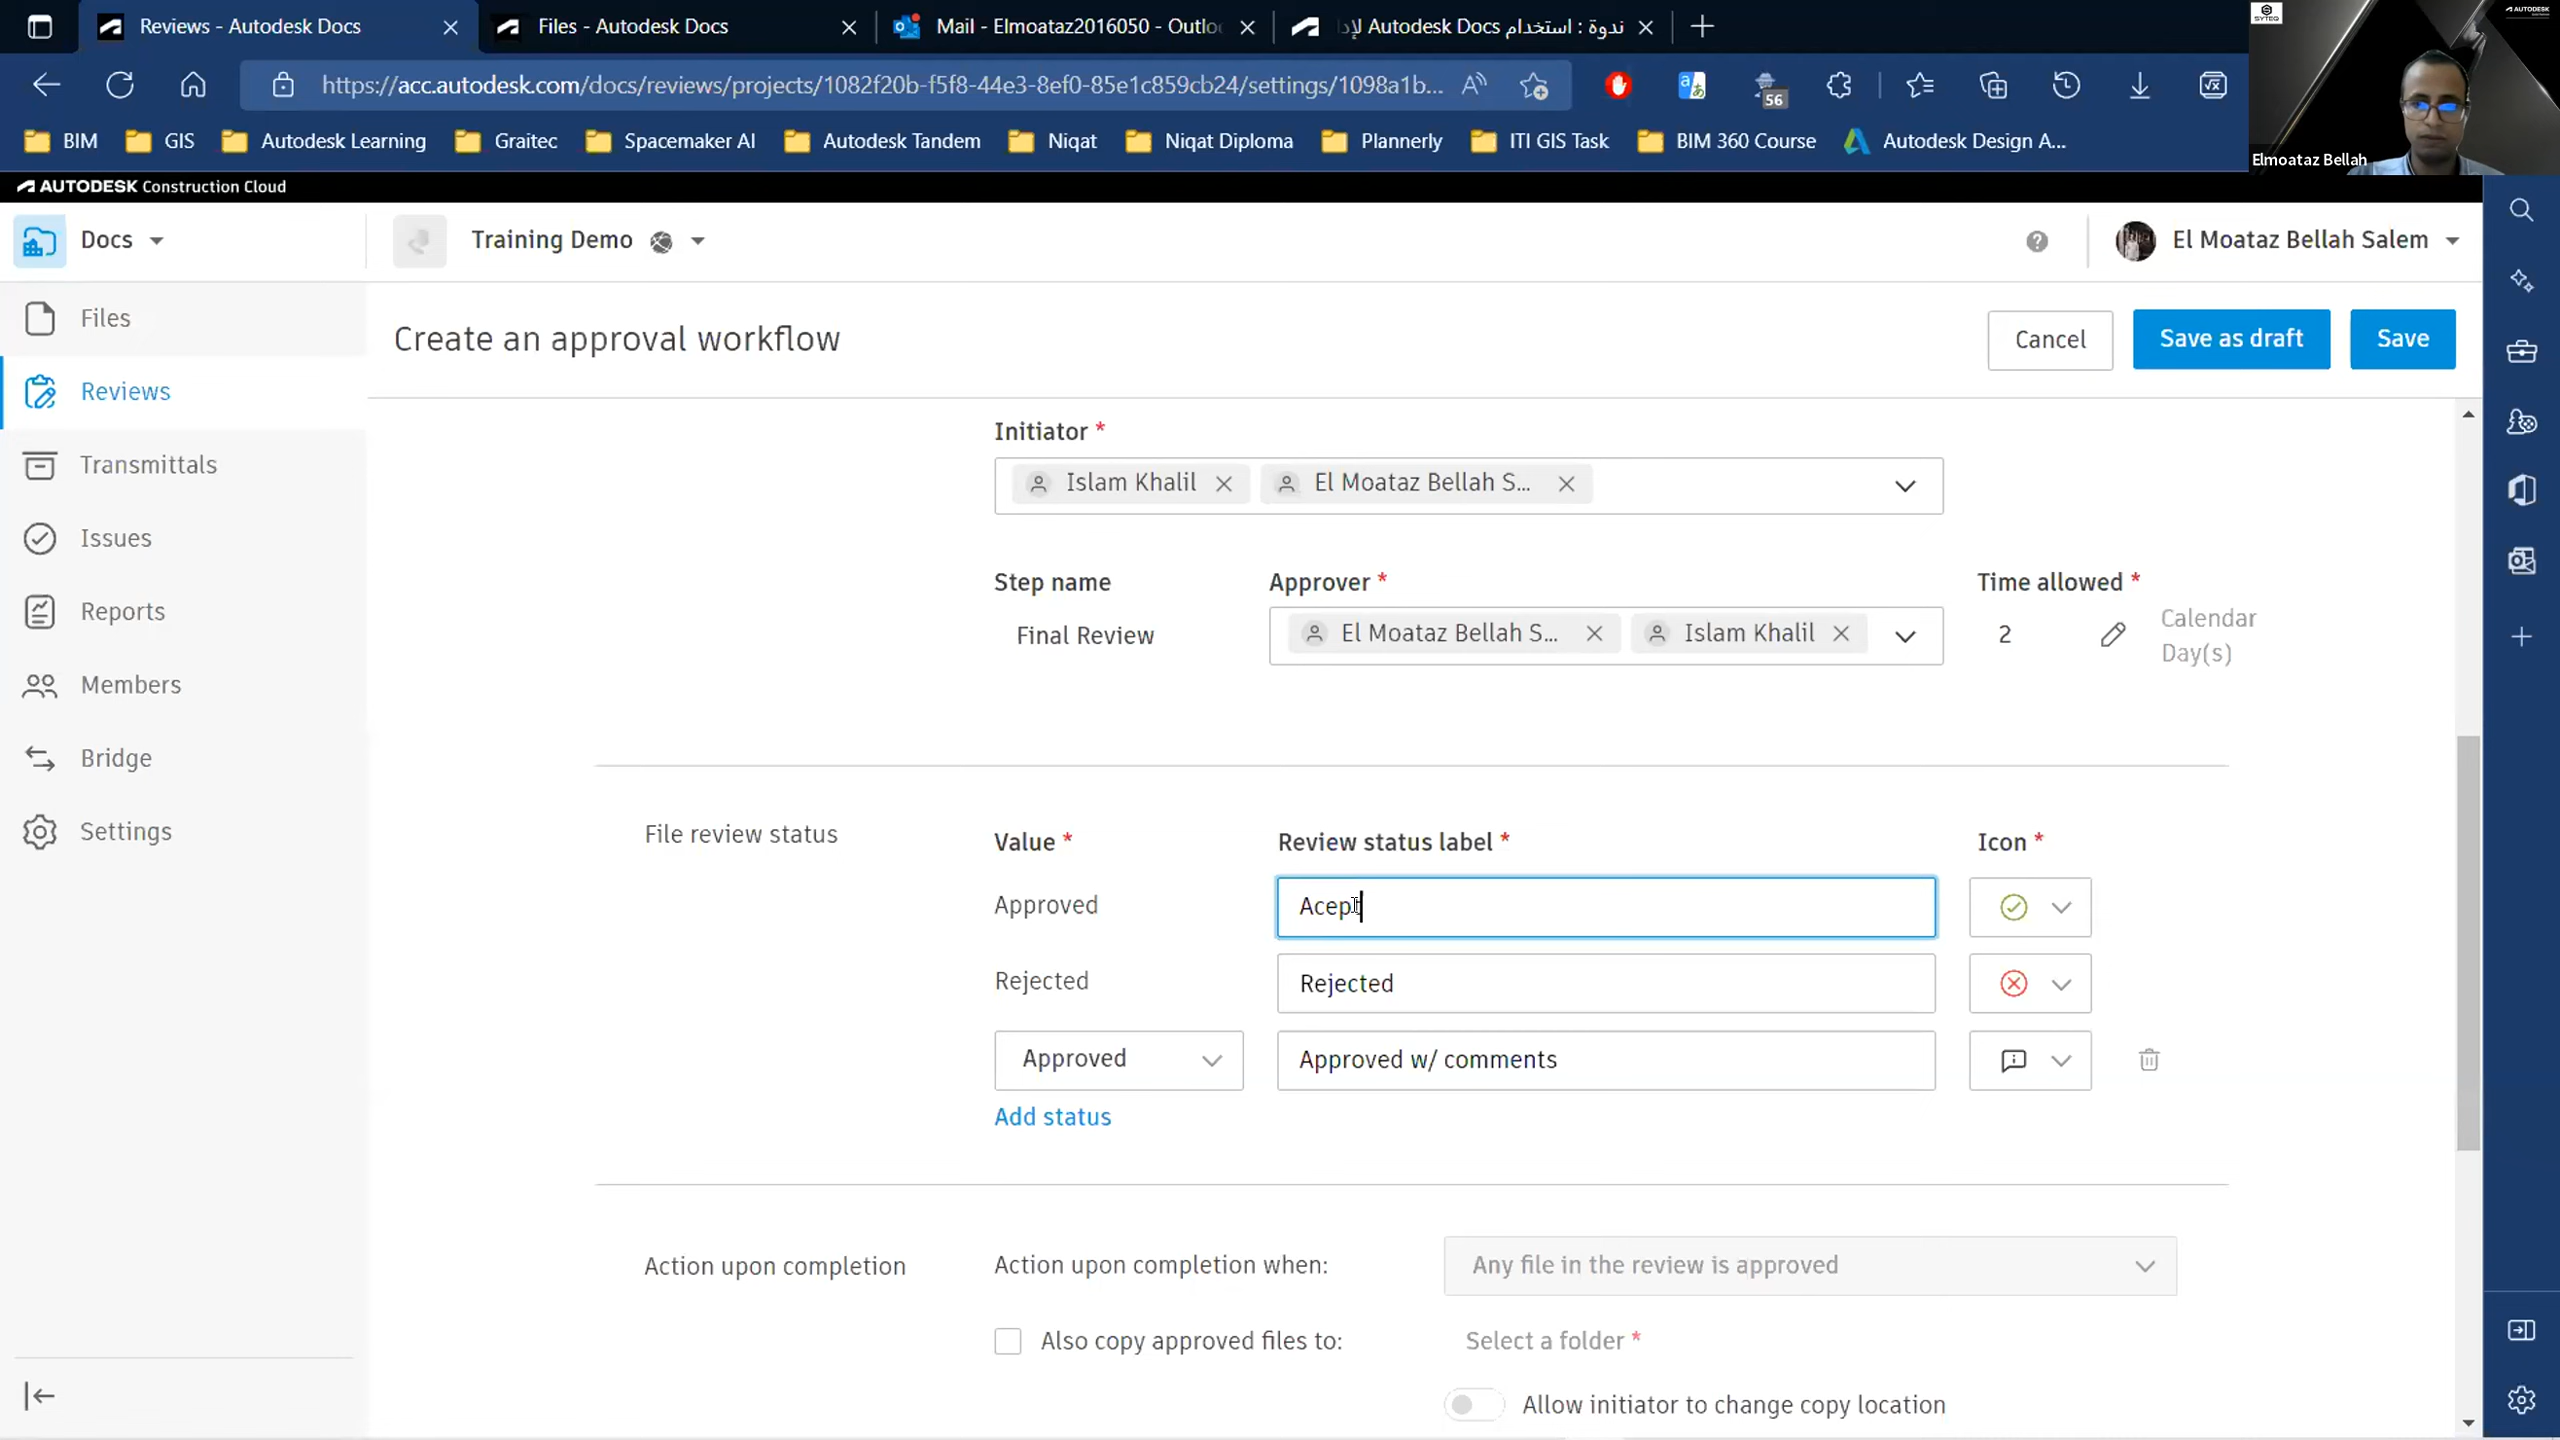 Reviews - Autodesk Docs
Files - Autodesk Docs
Mail - Elmoataz2016050 - Outlo
ندوة : استخدام Autodesk Docs لإد
https://acc.autodesk.com/docs/reviews/projects/1082f20b-f5f8-44e3-8ef0-85e1c859cb24/settings/1098a1b...
56
BIM
GIS
Autodesk Learning
Graitec
Spacemaker AI
Autodesk Tandem
Niqat
Niqat Diploma
Plannerly
ITI GIS Task
BIM 360 Course
Autodesk Design A...
SYTEQ
AUTODESK
Elmoataz Bellah
AUTODESK Construction Cloud
Docs
Training Demo
El Moataz Bellah Salem
Files
Reviews
Transmittals
Issues
Reports
Members
Bridge
Settings
Create an approval workflow
Cancel
Save as draft
Save
Initiator *
Islam Khalil
El Moataz Bellah S...
Step name
Approver *
Time allowed *
Final Review
El Moataz Bellah S...
Islam Khalil
2
Calendar
Day(s)
File review status
Value *
Review status label *
Icon *
Approved
Acep
Rejected
Rejected
Approved
Approved w/ comments
Add status
Action upon completion
Action upon completion when:
Any file in the review is approved
Also copy approved files to:
Select a folder *
Allow initiator to change copy location